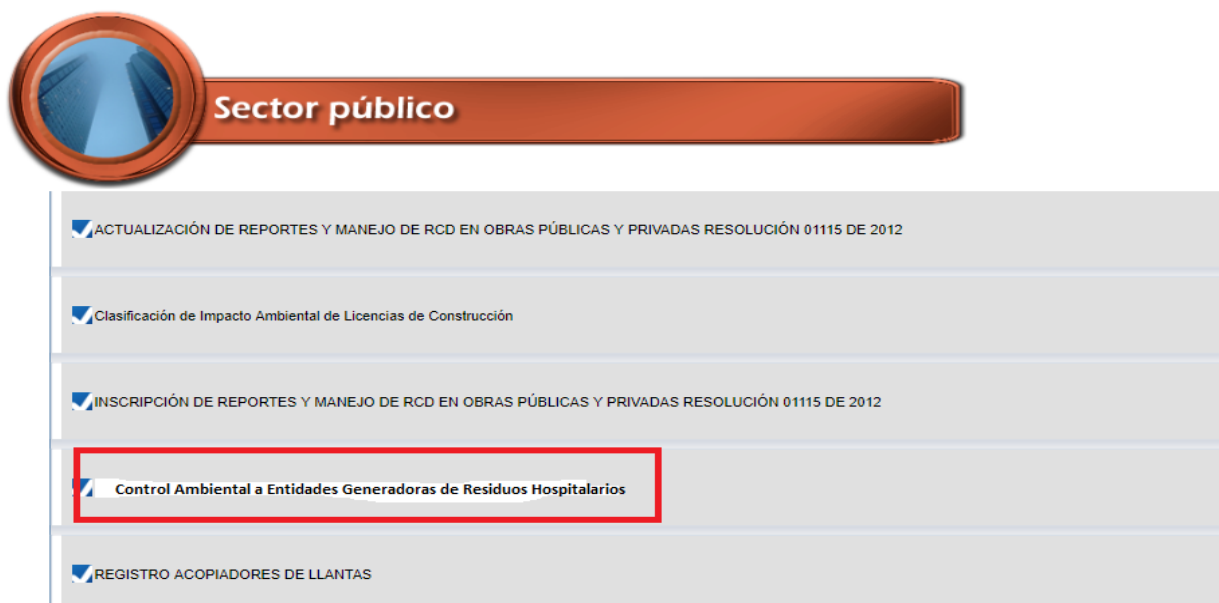 Sector público
ACTUALIZACIÓN DE REPORTES Y MANEJO DE RCD EN OBRAS PÚBLICAS Y PRIVADAS RESOLUCIÓN 01115 DE 2012
Clasificación de Impacto Ambiental de Licencias de Construcción
INSCRIPCIÓN DE REPORTES Y MANEJO DE RCD EN OBRAS PÚBLICAS Y PRIVADAS RESOLUCIÓN 01115 DE 2012
Control Ambiental a Entidades Generadoras de Residuos Hospitalarios
REGISTRO ACOPIADORES DE LLANTAS